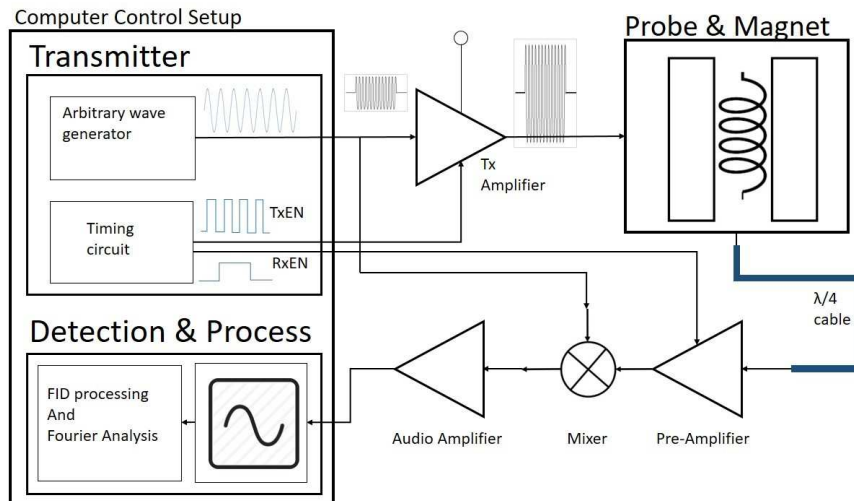 Computer Control Setup
Transmitter
Probe & Magnet
Arbitrary wave
generator
Tx
Amplifier
Timing
circuit
TxEN
RxEN
λ/4
cable
Detection & Process
FID processing
And
Fourier Analysis
Audio Amplifier
Mixer
Pre-Amplifier